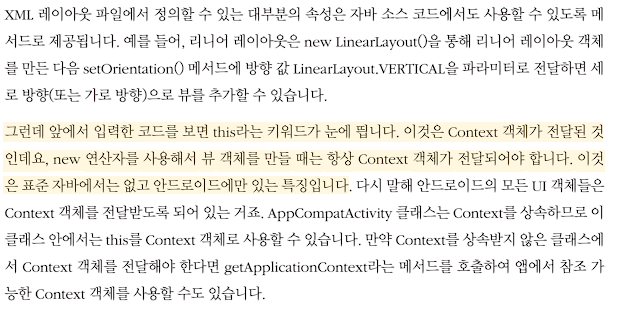 XML 레이아웃 파일에서 정의할 수 있는 대부분의 속성은 자바 소스 코드에서도 사용할 수 있도록 메
서드로 제공됩니다. 예를 들어, 리니어 레이아웃은 new LinearLayout()을 통해 리니어 레이아웃 객체
를 만든 다음 setOrientation() 메서드에 방향 값 LinearLayout.VERTICAL을 파라미터로 전달하면 세
로 방향(또는 가로 방향)으로 뷰를 추가할 수 있습니다.
그런데 앞에서 입력한 코드를 보면 this라는 키워드가 눈에 띕니다. 이것은 Context 객체가 전달된 것
인데요, new 연산자를 사용해서 뷰 객체를 만들 때는 항상 Context 객체가 전달되어야 합니다. 이것
은 표준 자바에서는 없고 안드로이드에만 있는 특징입니다. 다시 말해 안드로이드의 모든 UI 객체들은
Context 객체를 전달받도록 되어 있는 거죠. AppCompatActivity 클래스는 Context를 상속하므로 이
클래스 안에서는 this를 Context 객체로 사용할 수 있습니다. 만약 Context를 상속받지 않은 클래스에
서 Context 객체를 전달해야 한다면 getApplicationContext라는 메서드를 호출하여 앱에서 참조 가
능한 Context 객체를 사용할 수도 있습니다.